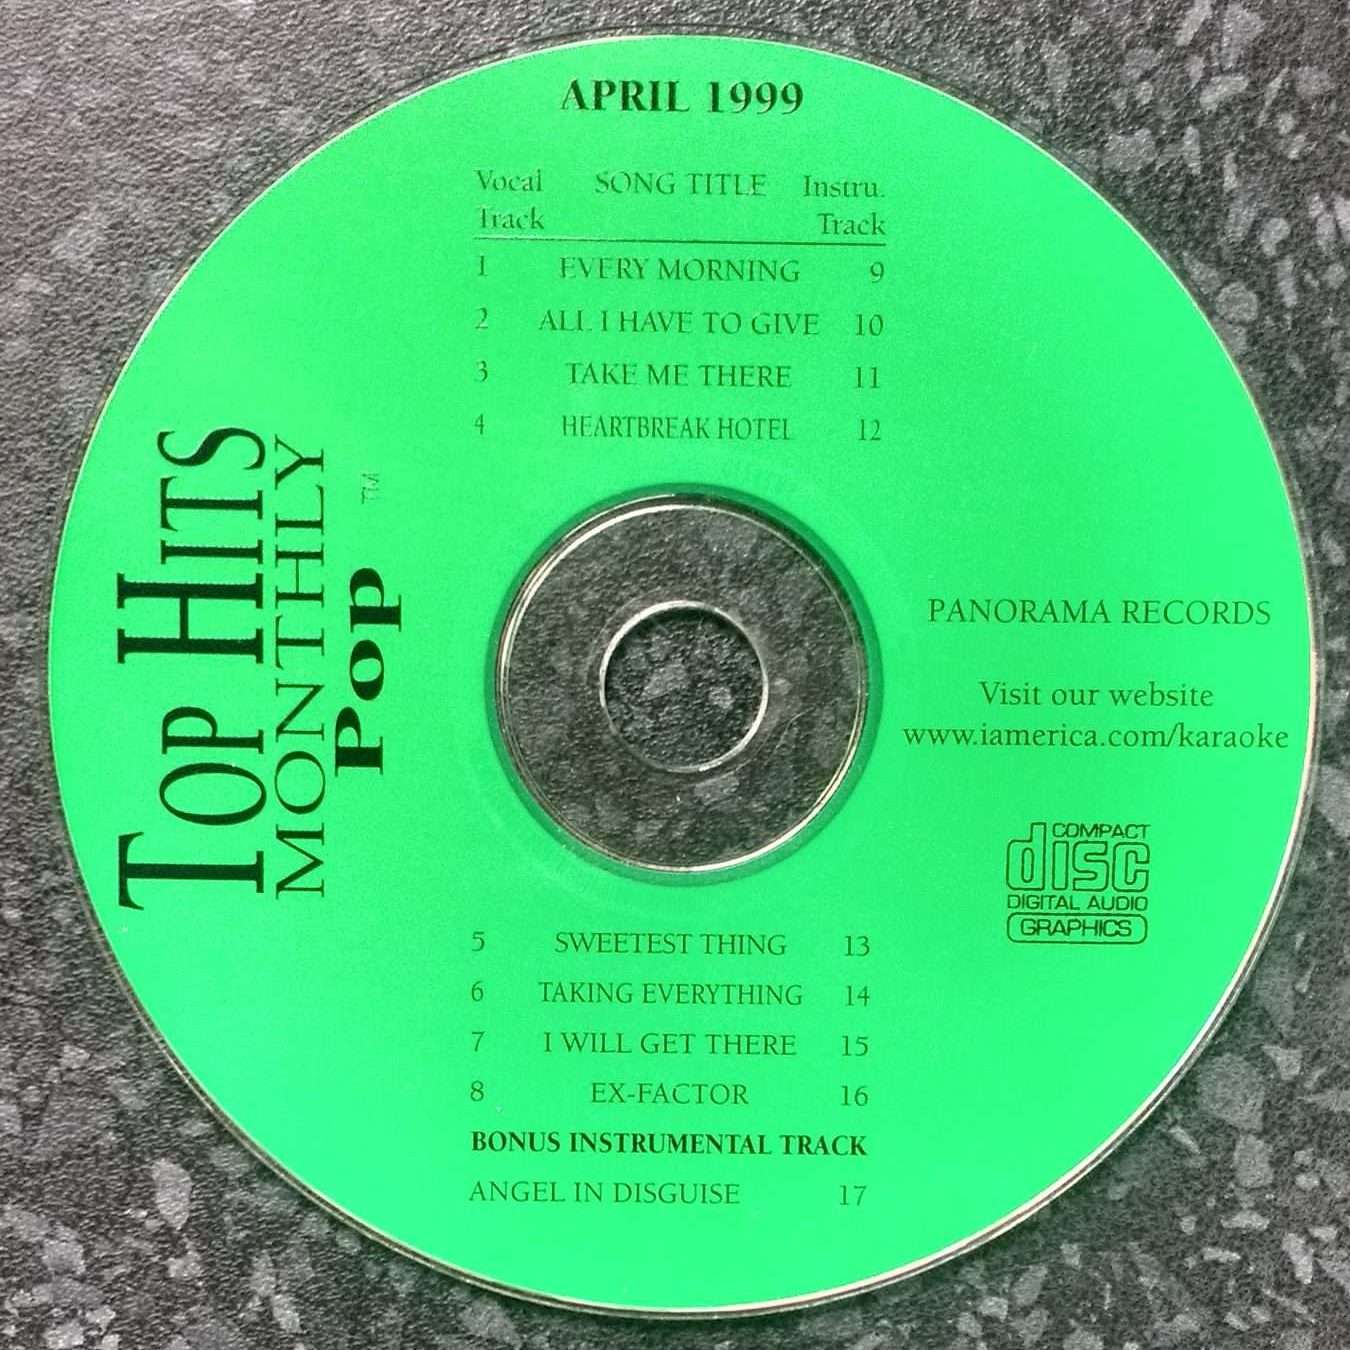 APRIL 1999
Vocal SONG TITLE Instru.
Track Track
1 EVERY MORNING 9
2 ALL I HAVE TO GIVE 10
3 TAKE ME THERE 11
4 HEARTBREAK HOTEL 12
TOP HITS
MONTHLY
Pop ™
PANORAMA RECORDS
Visit our website
www.iamerica.com/karaoke
COMPACT
disc
DIGITAL AUDIO
GRAPHICS
5 SWEETEST THING 13
6 TAKING EVERYTHING 14
7 I WILL GET THERE 15
8 EX-FACTOR 16
BONUS INSTRUMENTAL TRACK
ANGEL IN DISGUISE 17